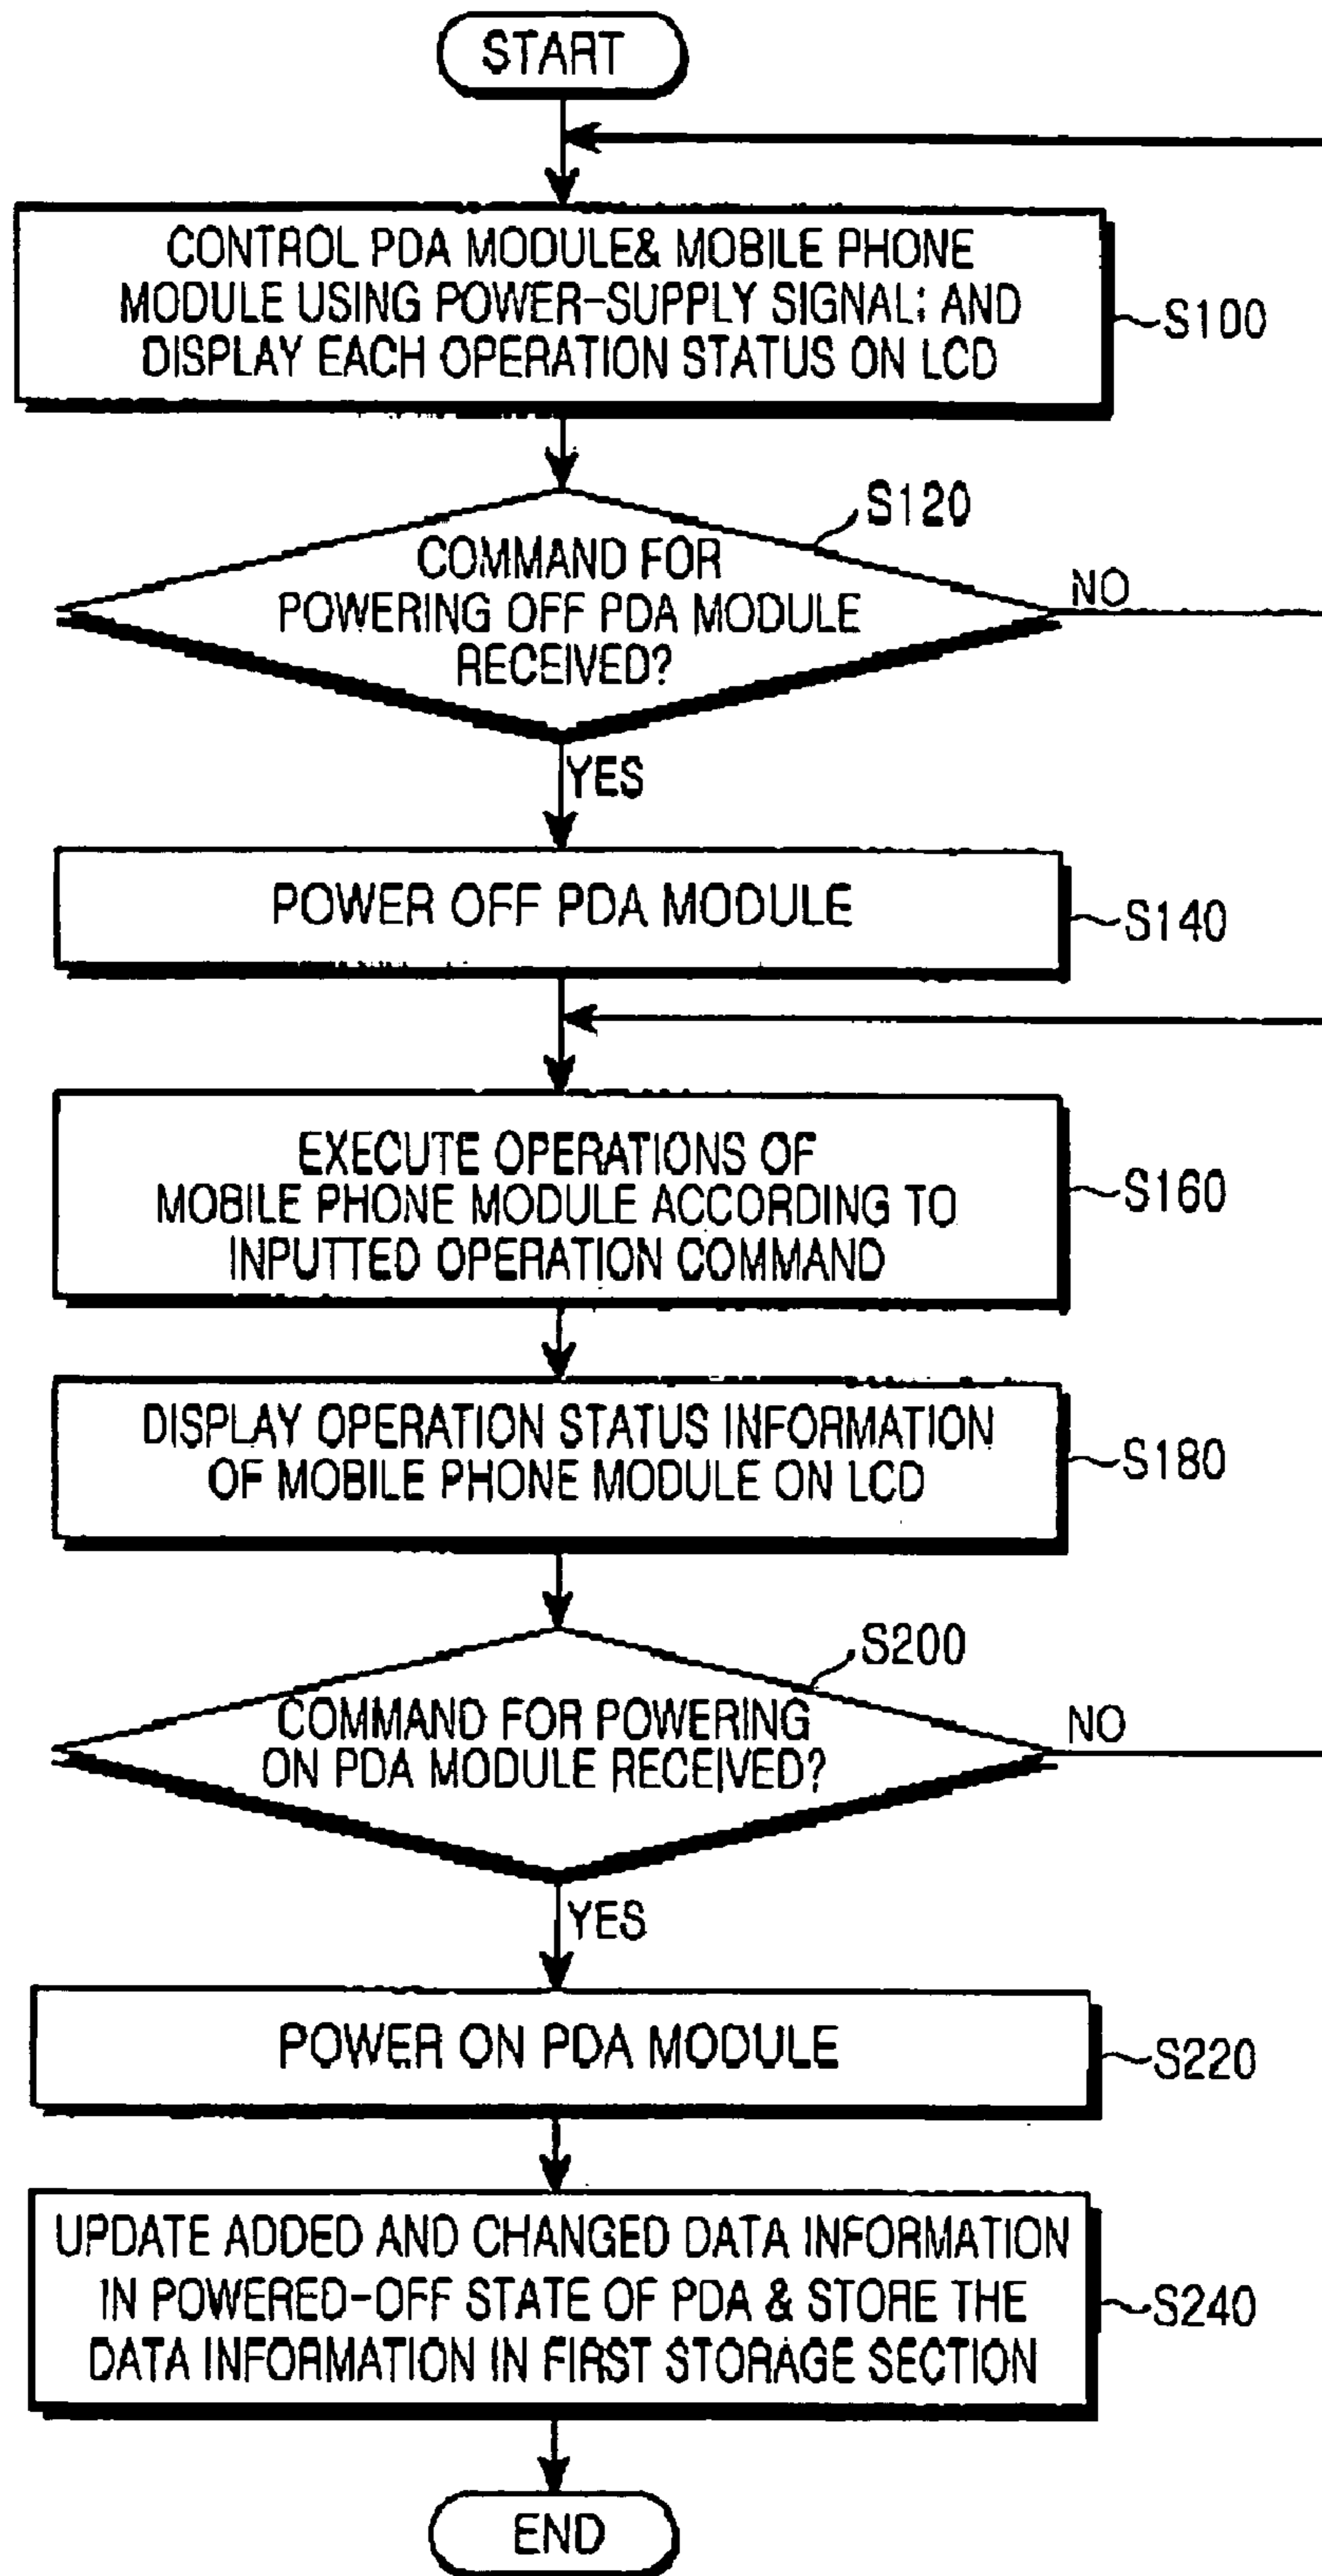 START
CONTROL PDA MODULE& MOBILE PHONE
MODULE USING POWER-SUPPLY SIGNAL; AND
DISPLAY EACH OPERATION STATUS ON LCD
S100
S120
COMMAND FOR
POWERING OFF PDA MODULE
RECEIVED?
NO
YES
POWER OFF PDA MODULE
S140
EXECUTE OPERATIONS OF
MOBILE PHONE MODULE ACCORDING TO
INPUTTED OPERATION COMMAND
S160
DISPLAY OPERATION STATUS INFORMATION
OF MOBILE PHONE MODULE ON LCD
S180
S200
COMMAND FOR POWERING
ON PDA MODULE RECEIVED?
NO
YES
POWER ON PDA MODULE
S220
UPDATE ADDED AND CHANGED DATA INFORMATION
IN POWERED-OFF STATE OF PDA & STORE THE
DATA INFORMATION IN FIRST STORAGE SECTION
S240
END